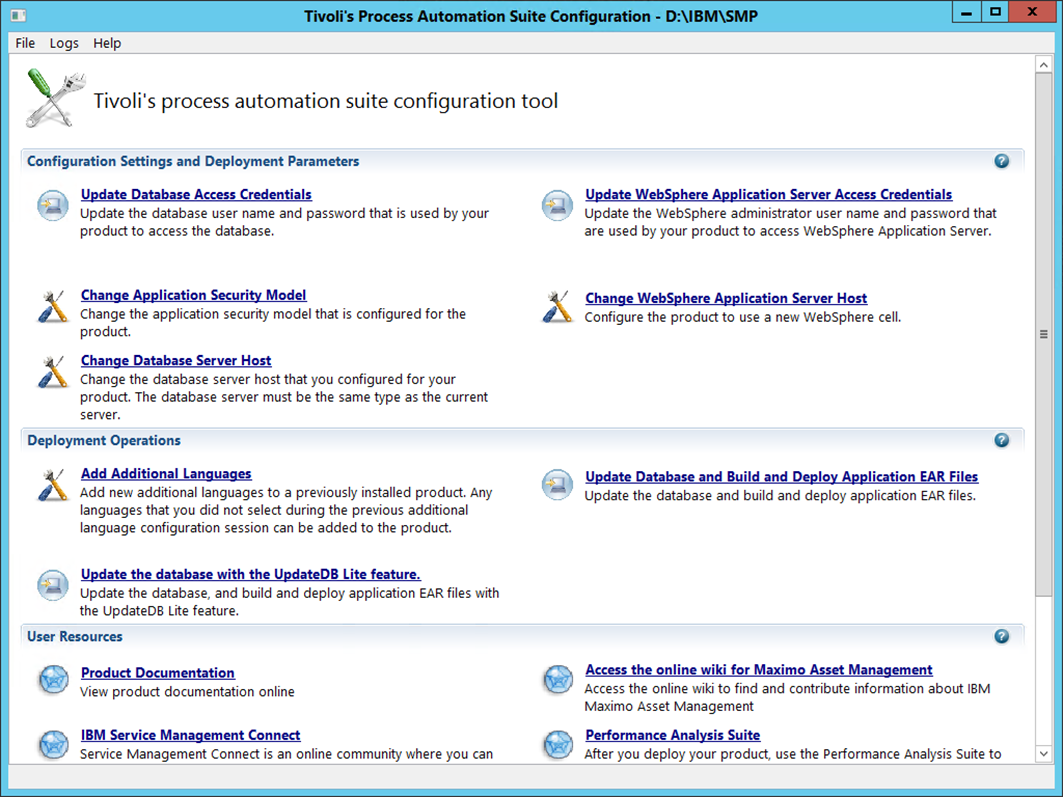 Tivoli's Process Automation Suite Configuration - D:\IBM\SMP
File Logs Help
Tivoli's process automation suite configuration tool
Configuration Settings and Deployment Parameters
Update Database Access Credentials
Update the database user name and password that is used by your
product to access the database.
Update WebSphere Application Server Access Credentials
Update the WebSphere administrator user name and password that
are used by your product to access WebSphere Application Server.
Change Application Security Model
Change the application security model that is configured for the
product.
Change WebSphere Application Server Host
Configure the product to use a new WebSphere cell.
Change Database Server Host
Change the database server host that you configured for your
product. The database server must be the same type as the current
server.
Deployment Operations
Add Additional Languages
Add new additional languages to a previously installed product. Any
languages that you did not select during the previous additional
language configuration session can be added to the product.
Update Database and Build and Deploy Application EAR Files
Update the database and build and deploy application EAR files.
Update the database with the UpdateDB Lite feature.
Update the database, and build and deploy application EAR files with
the UpdateDB Lite feature.
User Resources
Product Documentation
View product documentation online
Access the online wiki for Maximo Asset Management
Access the online wiki to find and contribute information about IBM
Maximo Asset Management
IBM Service Management Connect
Service Management Connect is an online community where you can
Performance Analysis Suite
After you deploy your product, use the Performance Analysis Suite to